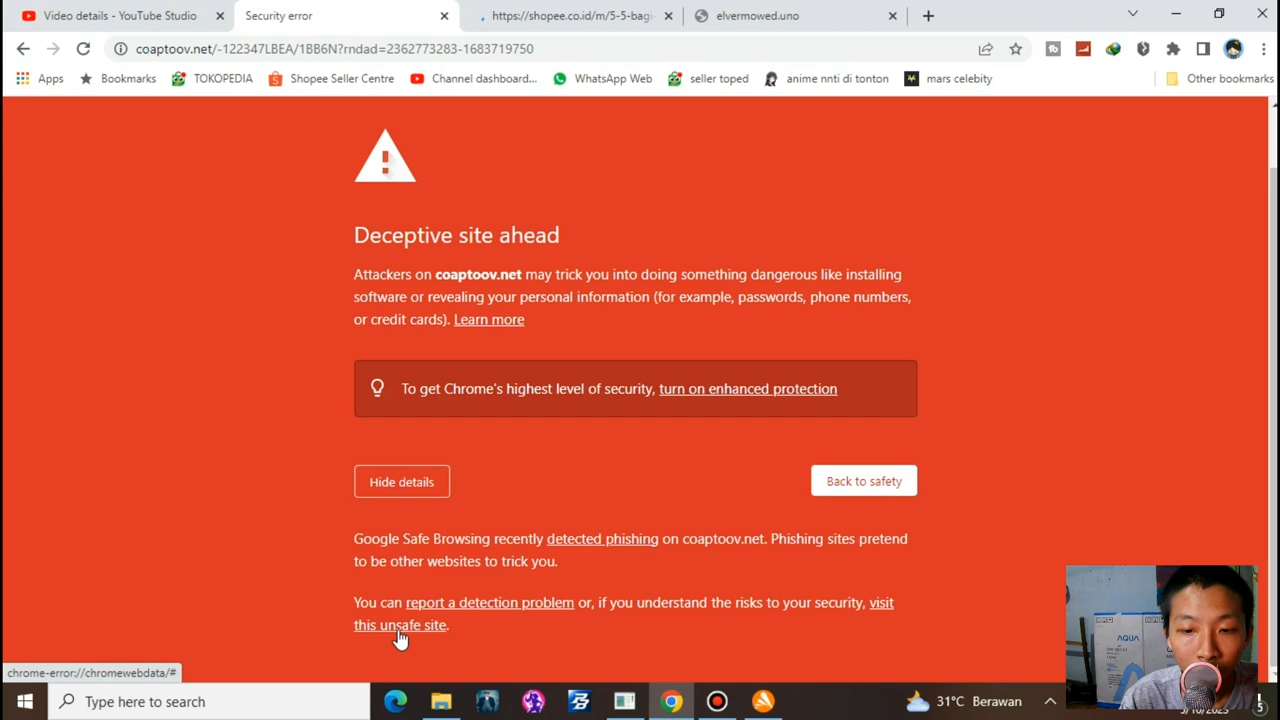 Video details - YouTube Studio
Security error
https://shopee.co.id/m/5-5-bagi
elvermowed.uno
coaptoov.net/-122347LBEA/1BB6N?rndad=2362773283-1683719750
Apps
Bookmarks
TOKOPEDIA
Shopee Seller Centre
Channel dashboard...
WhatsApp Web
seller toped
anime nnti di tonton
mars celebity
Other bookmarks
Deceptive site ahead
Attackers on coaptoov.net may trick you into doing something dangerous like installing
software or revealing your personal information (for example, passwords, phone numbers,
or credit cards). Learn more
To get Chrome's highest level of security, turn on enhanced protection
Hide details
Back to safety
Google Safe Browsing recently detected phishing on coaptoov.net. Phishing sites pretend
to be other websites to trick you.
You can report a detection problem or, if you understand the risks to your security, visit
this unsafe site.
AQUA
chrome-error://chromewebdata/#
Type here to search
31°C Berawan
5